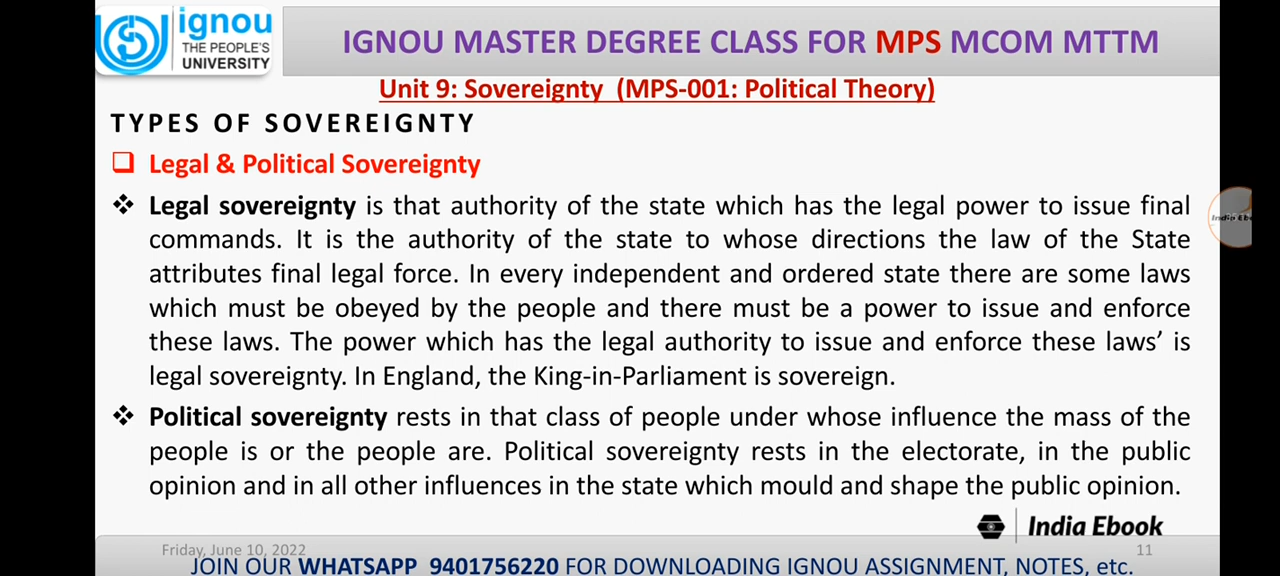 ignou
THE PEOPLE'S
UNIVERSITY
IGNOU MASTER DEGREE CLASS FOR MPS MCOM MTTM
Unit 9: Sovereignty (MPS-001: Political Theory)
TYPES OF SOVEREIGNTY
Legal & Political Sovereignty
Legal sovereignty is that authority of the state which has the legal power to issue final
commands. It is the authority of the state to whose directions the law of the State
attributes final legal force. In every independent and ordered state there are some laws
which must be obeyed by the people and there must be a power to issue and enforce
these laws. The power which has the legal authority to issue and enforce these laws’ is
legal sovereignty. In England, the King-in-Parliament is sovereign.
Political sovereignty rests in that class of people under whose influence the mass of the
people is or the people are. Political sovereignty rests in the electorate, in the public
opinion and in all other influences in the state which mould and shape the public opinion.
India Ebook
Friday, June 10, 2022
11
JOIN OUR WHATSAPP 9401756220 FOR DOWNLOADING IGNOU ASSIGNMENT, NOTES, etc.